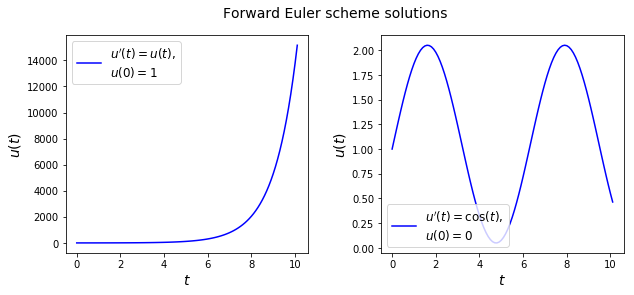 Forward Euler scheme solutions
u'(t) = u(t),
u(0) = 1
u(t)
14000
12000
10000
8000
6000
4000
2000
0
0 2 4 6 8 10
t
u'(t) = cos(t),
u(0) = 0
u(t)
2.00
1.75
1.50
1.25
1.00
0.75
0.50
0.25
0.00
0 2 4 6 8 10
t